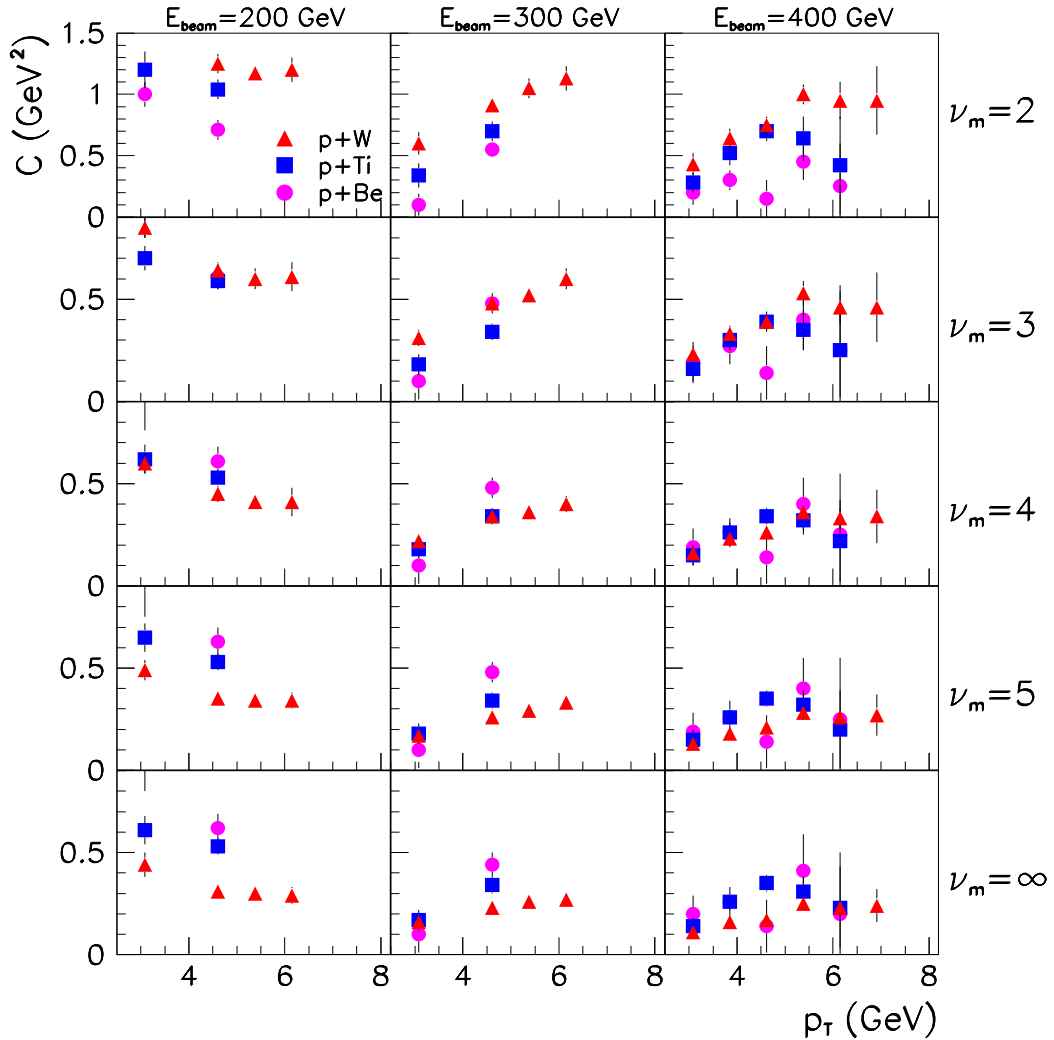 E_beam=200 GeV E_beam=300 GeV E_beam=400 GeV
C (GeV²)
1.5
1
0.5
0
p+W
p+Ti
p+Be
ν_m=2
0.5
0
ν_m=3
0.5
0
ν_m=4
0.5
0
ν_m=5
0.5
0
ν_m=∞
4 6 8 4 6 8 4 6 8
p_T (GeV)